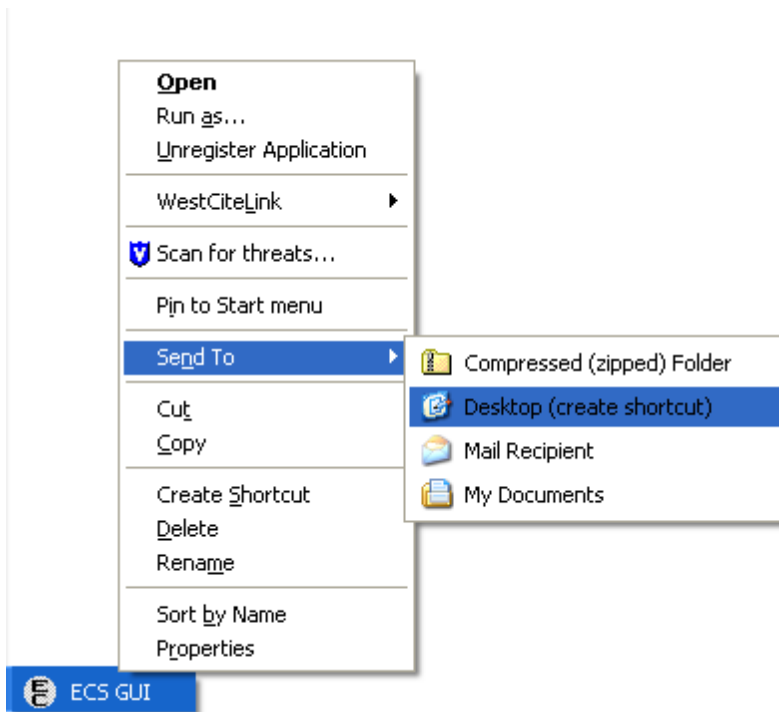 Open
Run as...
Unregister Application
WestCiteLink
Scan for threats...
Pin to Start menu
Send To
Compressed (zipped) Folder
Desktop (create shortcut)
Mail Recipient
My Documents
Cut
Copy
Create Shortcut
Delete
Rename
Sort by Name
Properties
ECS GUI